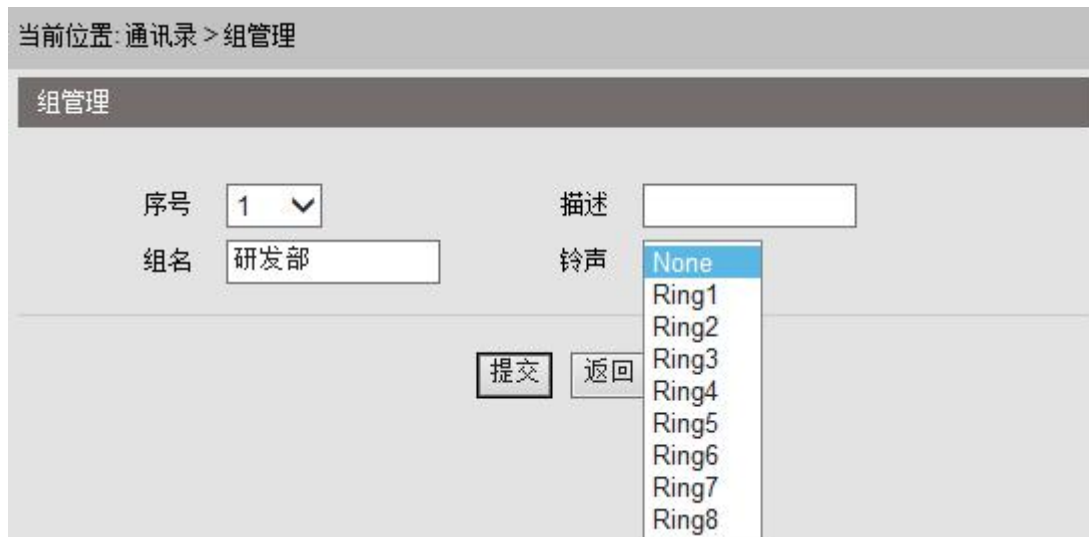 当前位置: 通讯录 > 组管理
组管理
序号 1 描述
组名 研发部 铃声 None
Ring1
Ring2
提交 返回 Ring3
Ring4
Ring5
Ring6
Ring7
Ring8